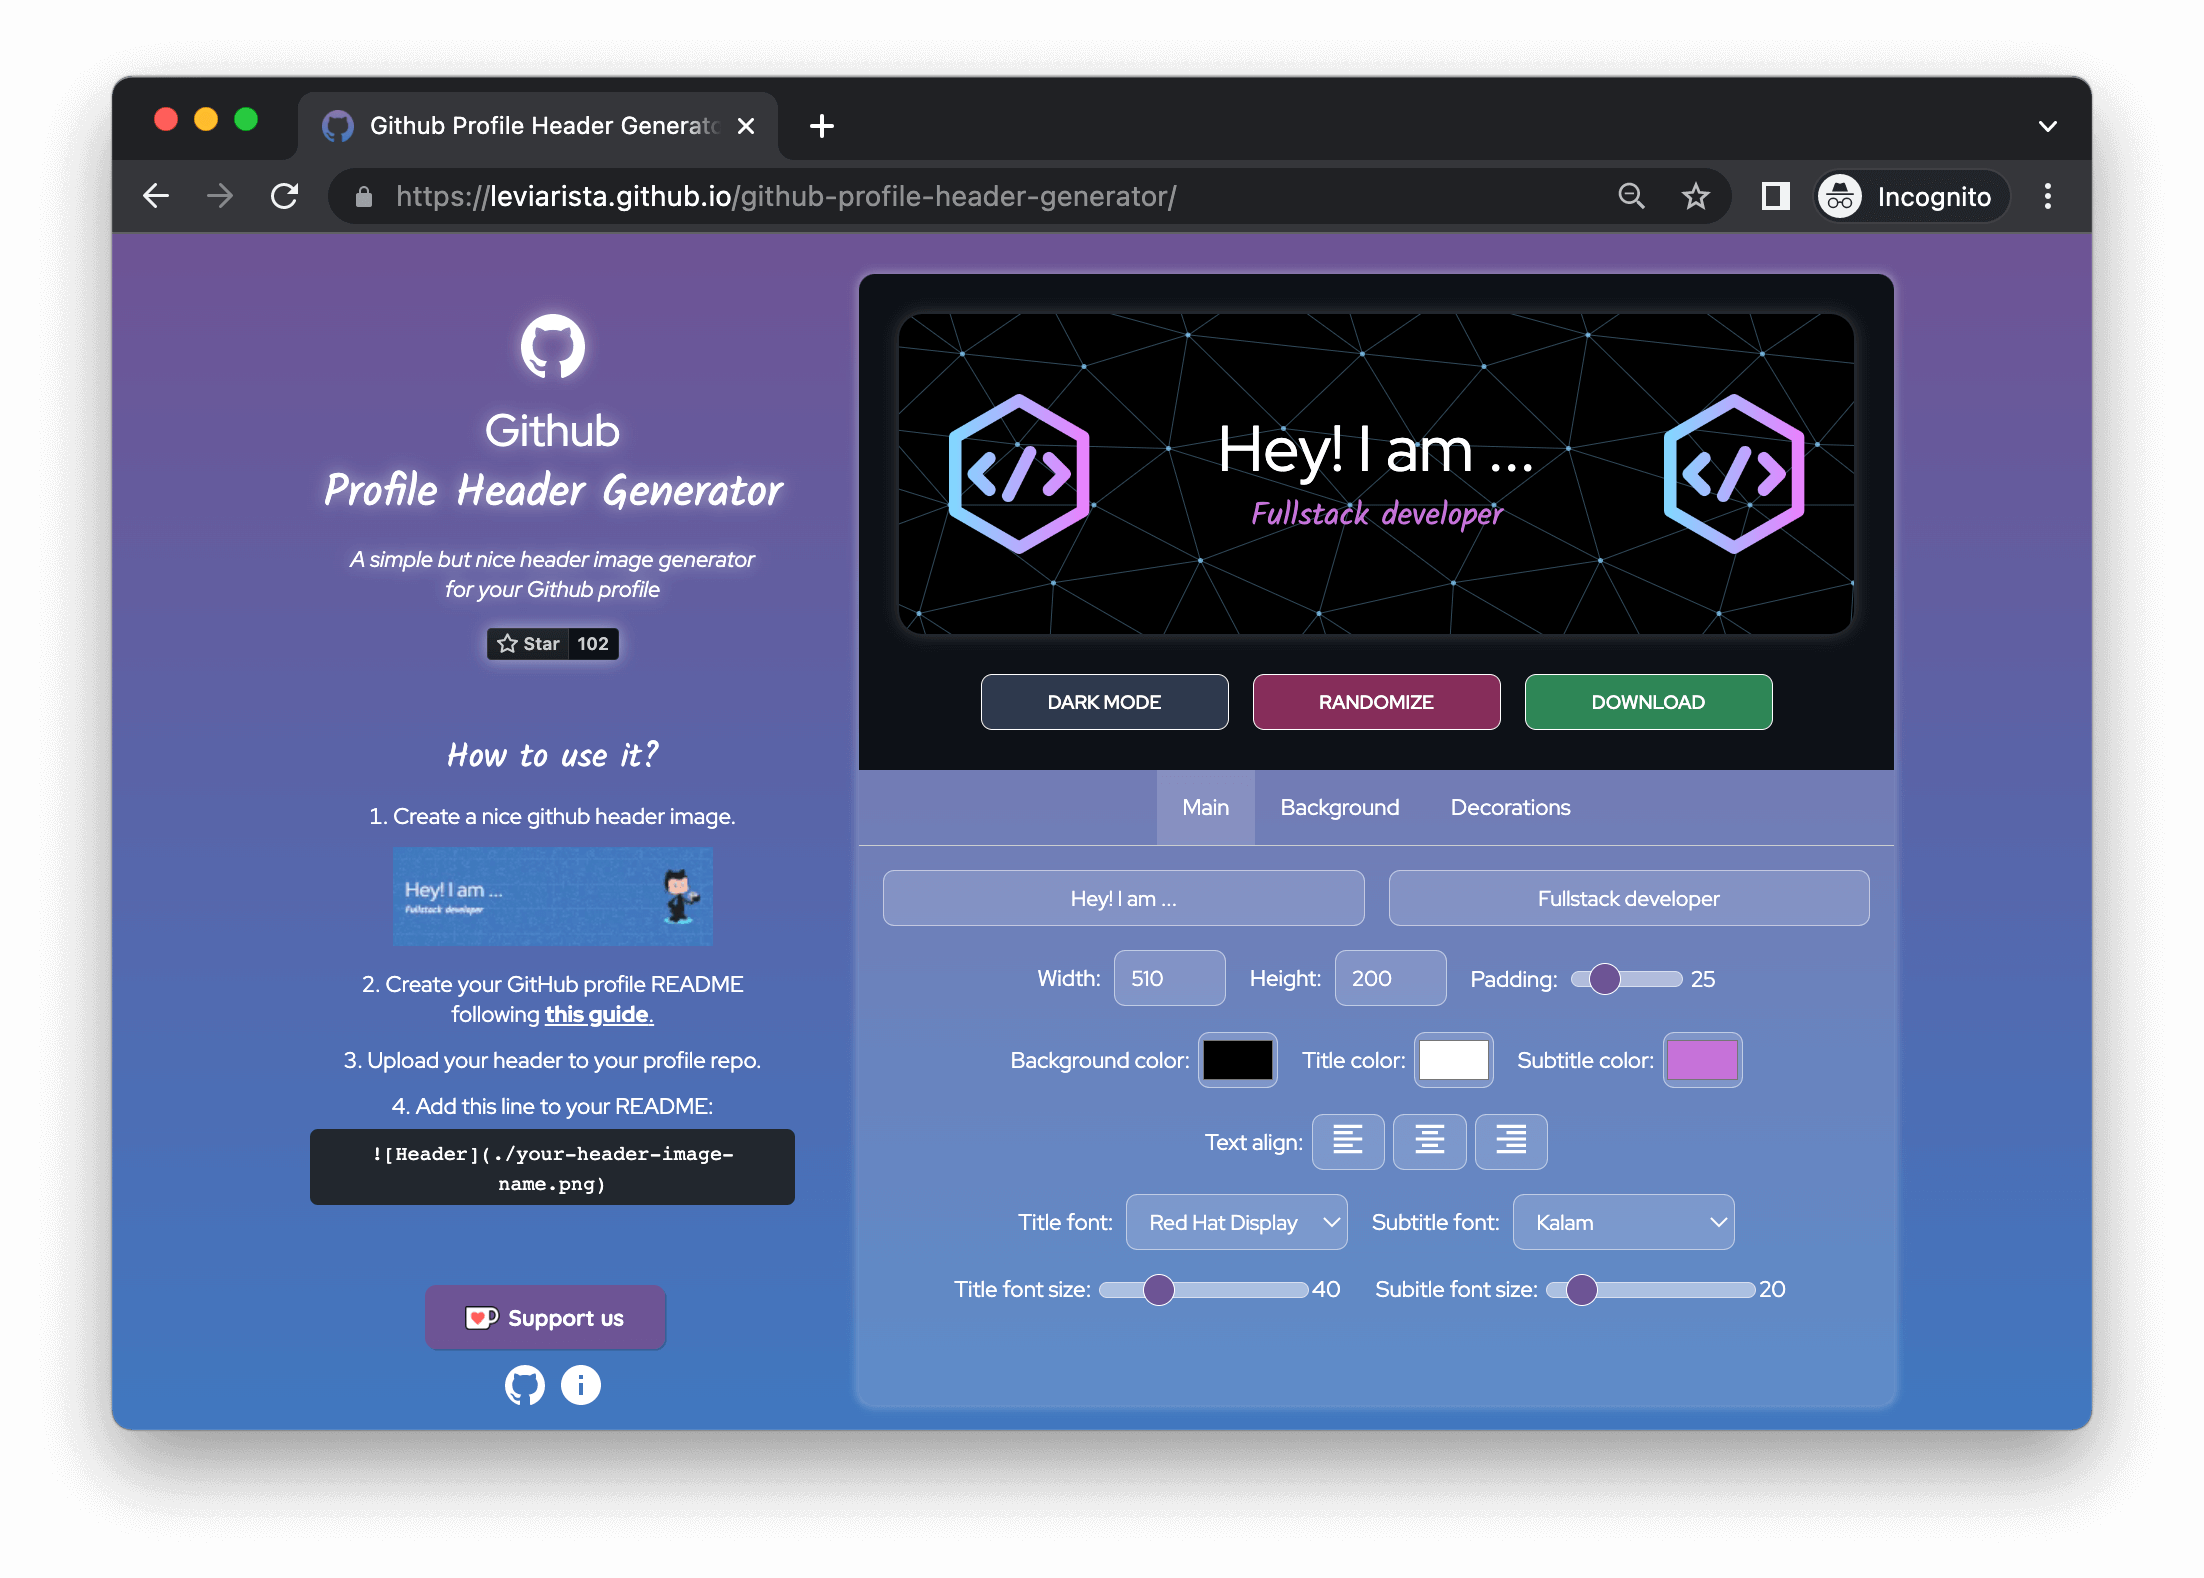 Github Profile Header Generato
https://leviarista.github.io/github-profile-header-generator/
Incognito
Github
Profile Header Generator
A simple but nice header image generator
for your Github profile
Star 102
How to use it?
1. Create a nice github header image.
Hey! I am ...
Fullstack developer
2. Create your GitHub profile README
following this guide.
3. Upload your header to your profile repo.
4. Add this line to your README:
![Header](./your-header-image-
name.png)
Support us
Hey! I am ...
Fullstack developer
DARK MODE
RANDOMIZE
DOWNLOAD
Main
Background
Decorations
Hey! I am ...
Fullstack developer
Width: 510 Height: 200 Padding: 25
Background color: Title color: Subtitle color:
Text align:
Title font: Red Hat Display Subtitle font: Kalam
Title font size: 40 Subitle font size: 20